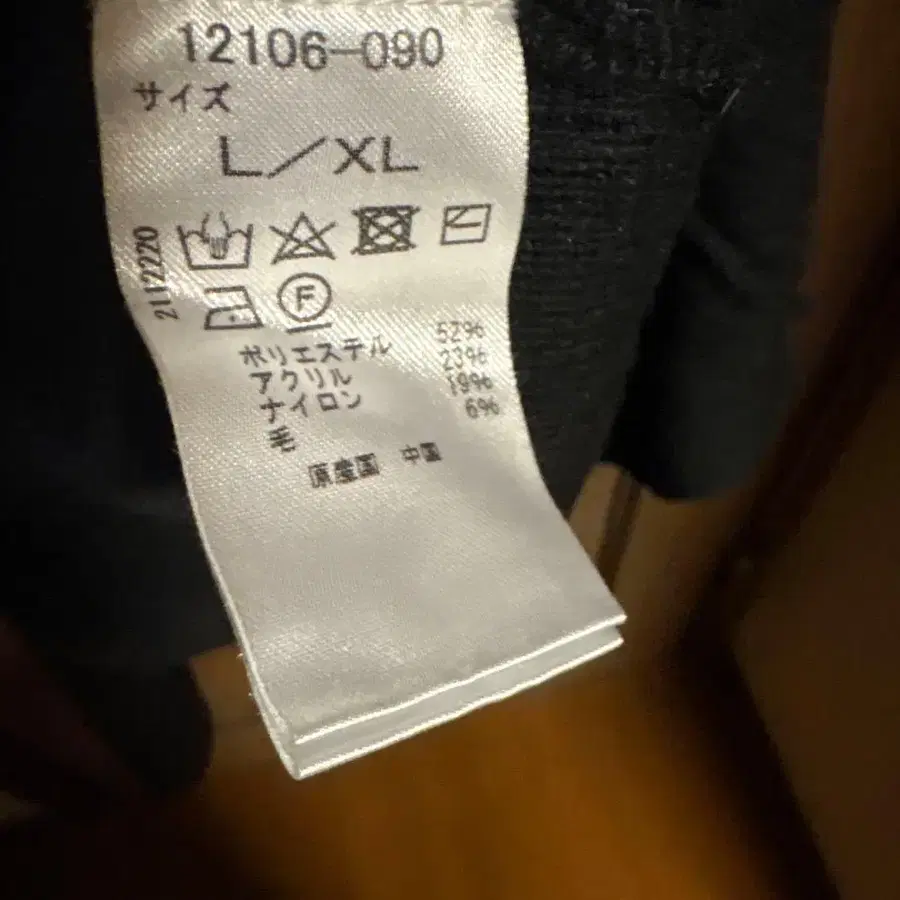 12106-090
サイズ
L/XL
2112220
F
ポリエステル 52%
アクリル 23%
ナイロン 19%
毛 6%
原産国 中国